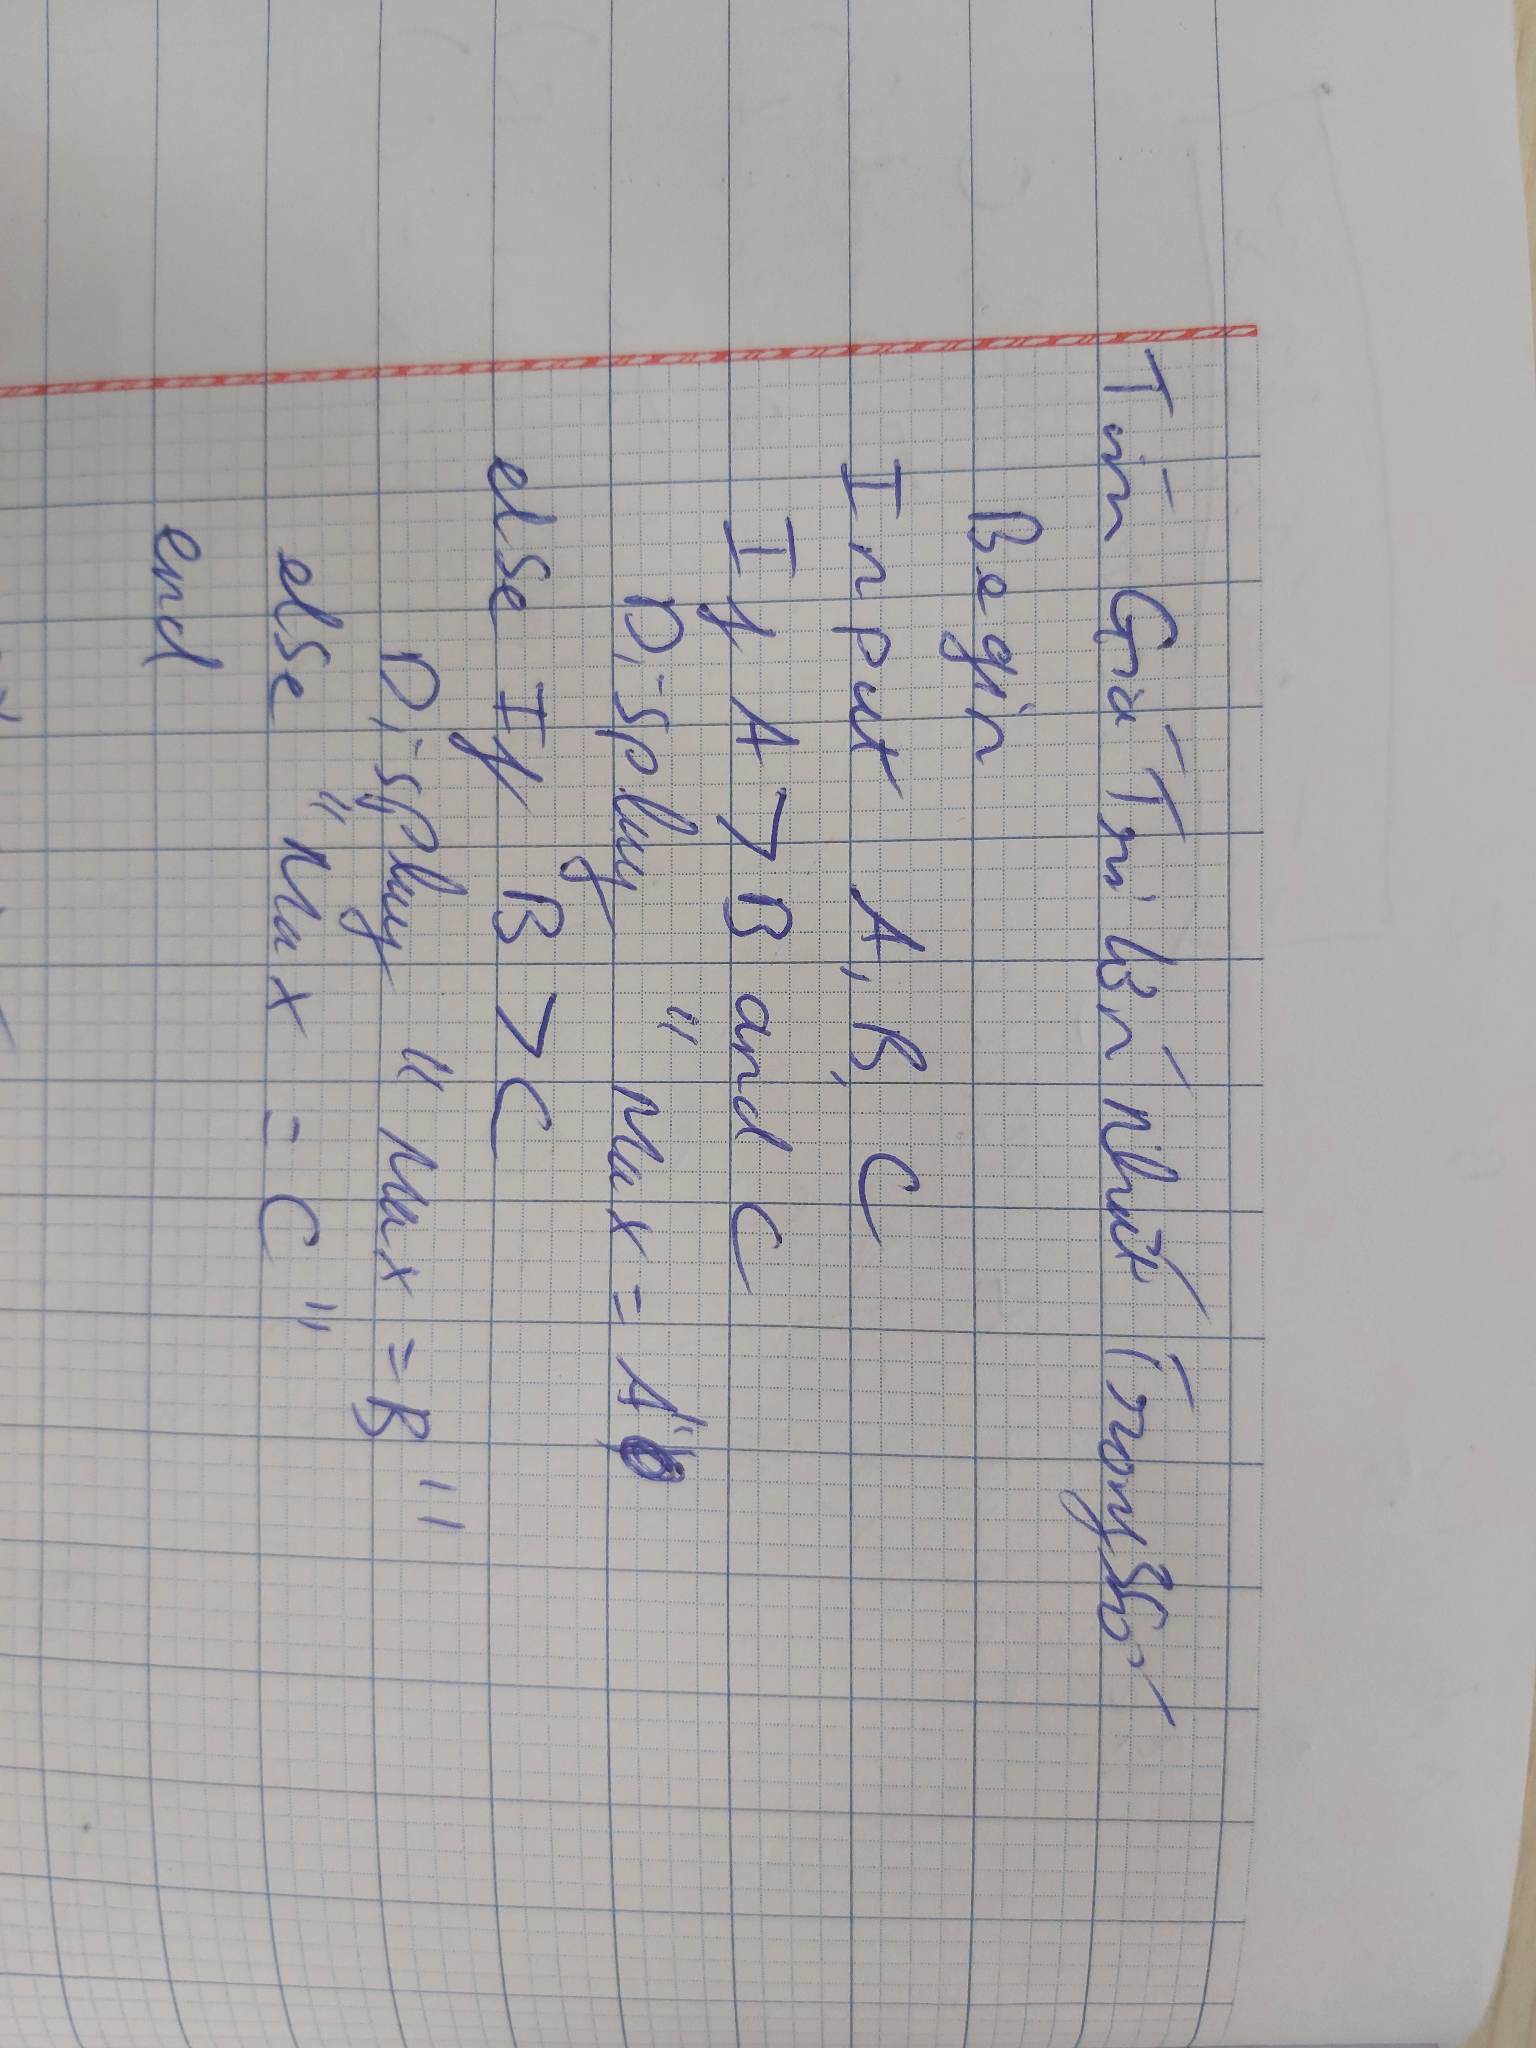 Tìm Giá Trị lớn nhất Trong 3 số
Begin
Input A, B, C
If A > B and C
Display "Max = A"
else If B > C
Display "Max = B"
else "Max = C"
end